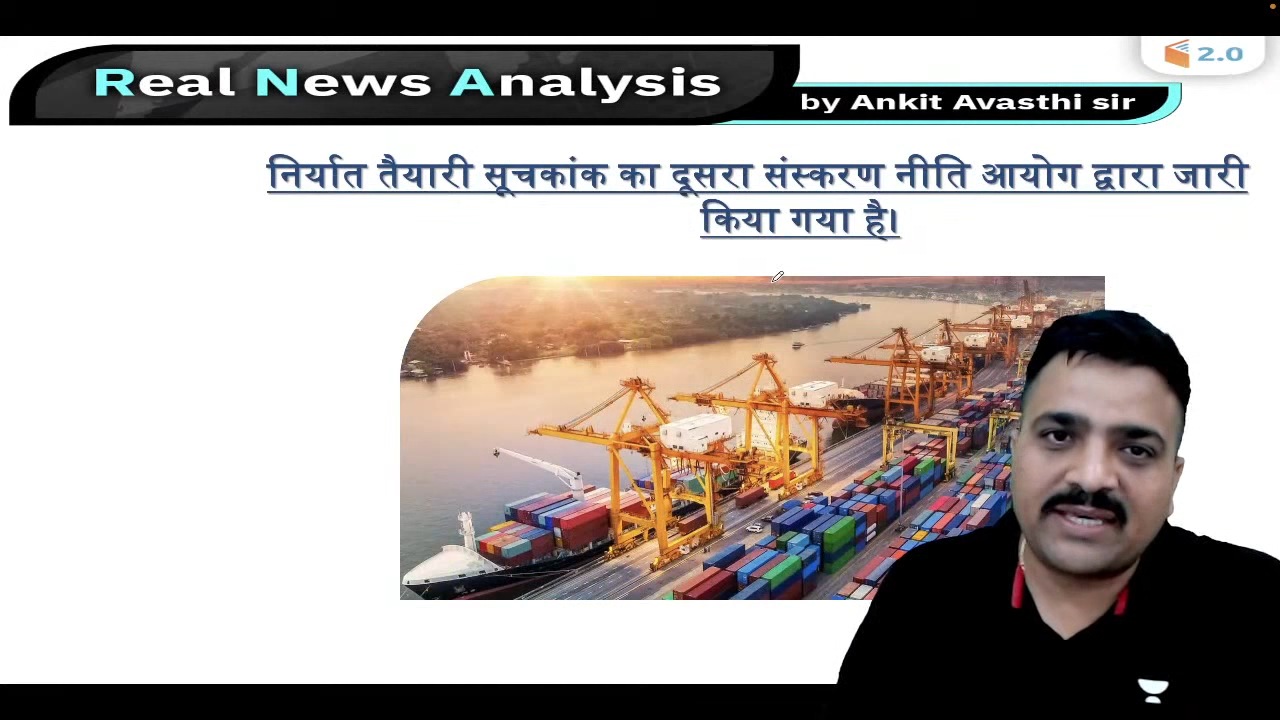 Real News Analysis
by Ankit Avasthi sir
2.0
निर्यात तैयारी सूचकांक का दूसरा संस्करण नीति आयोग द्वारा जारी
किया गया है।